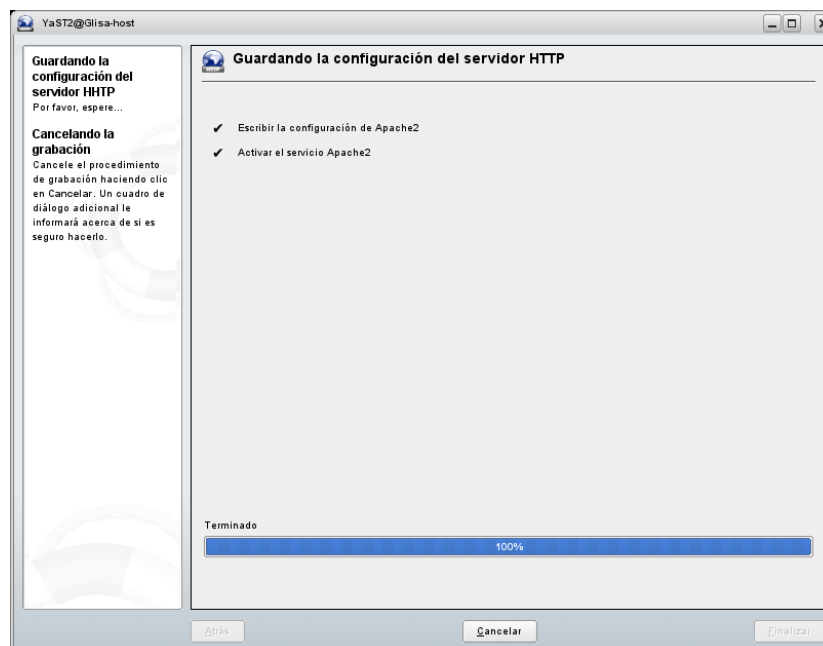 YaST2@Glisa-host
Guardando la
configuración del
servidor HHTP
Por favor, espere...
Cancelando la
grabación
Cancele el procedimiento
de grabación haciendo clic
en Cancelar. Un cuadro de
diálogo adicional le
informará acerca de si es
seguro hacerlo.
Guardando la configuración del servidor HTTP
Escribir la configuración de Apache2
Activar el servicio Apache2
Terminado
100%
Atrás
Cancelar
Finalizar